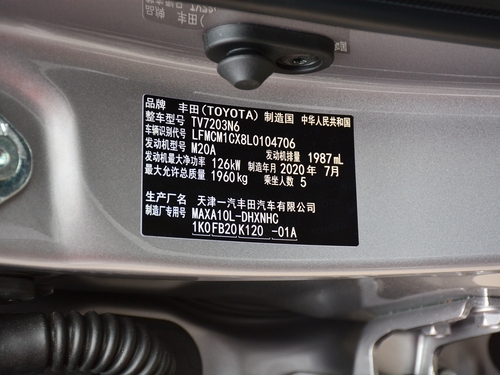 品牌 丰田(TOYOTA) 制造国 中华人民共和国
整车型号 TV7203N6
车辆识别代号 LFMCM1CX8L0104706
发动机型号 M20A 发动机排量 1987mL
发动机最大净功率 126kW 制造年月 2020年 7月
最大允许总质量 1960kg 乘坐人数 5
生产厂名 天津一汽丰田汽车有限公司
制造厂专用号 MAXA10L-DHXNHC
1K0FB20K120 -01A